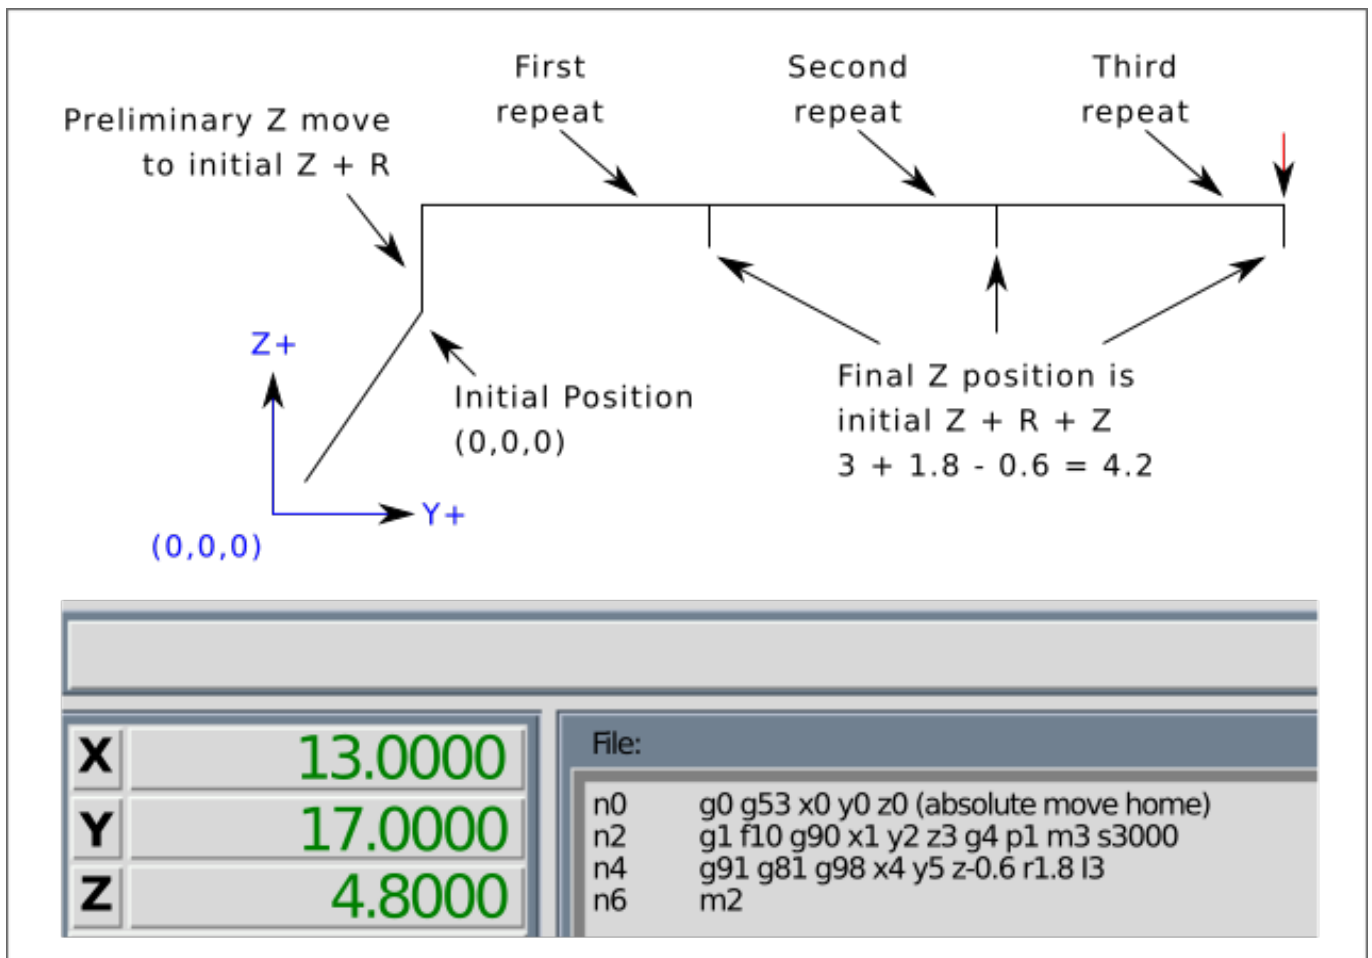 First
repeat
Second
repeat
Third
repeat
Preliminary Z move
to initial Z + R
Z+
Initial Position
(0,0,0)
Final Z position is
initial Z + R + Z
3 + 1.8 - 0.6 = 4.2
Y+
(0,0,0)
X 13.0000
Y 17.0000
Z 4.8000
File:
n0 g0 g53 x0 y0 z0 (absolute move home)
n2 g1 f10 g90 x1 y2 z3 g4 p1 m3 s3000
n4 g91 g81 g98 x4 y5 z-0.6 r1.8 l3
n6 m2